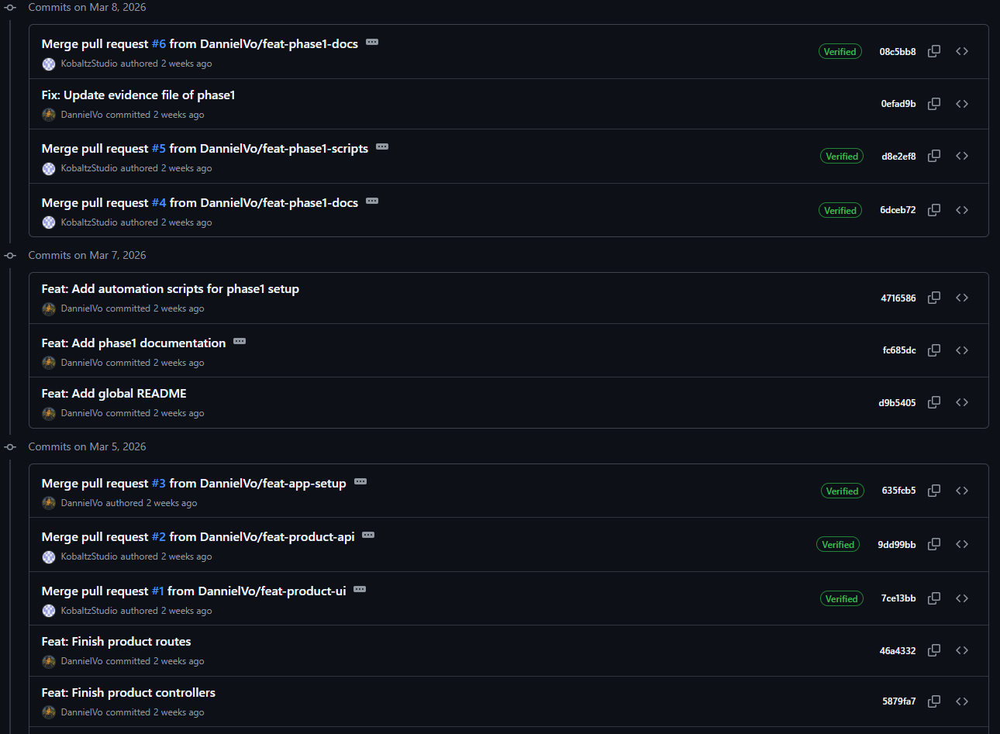 Commits on Mar 8, 2026
Merge pull request #6 from DannielVo/feat-phase1-docs
KobaltzStudio authored 2 weeks ago
Verified
08c5bb8
Fix: Update evidence file of phase1
DannielVo committed 2 weeks ago
0efad9b
Merge pull request #5 from DannielVo/feat-phase1-scripts
KobaltzStudio authored 2 weeks ago
Verified
d8e2ef8
Merge pull request #4 from DannielVo/feat-phase1-docs
KobaltzStudio authored 2 weeks ago
Verified
6dceb72
Commits on Mar 7, 2026
Feat: Add automation scripts for phase1 setup
DannielVo committed 2 weeks ago
4716586
Feat: Add phase1 documentation
DannielVo committed 2 weeks ago
fc685dc
Feat: Add global README
DannielVo committed 2 weeks ago
d9b5405
Commits on Mar 5, 2026
Merge pull request #3 from DannielVo/feat-app-setup
DannielVo authored 2 weeks ago
Verified
635fcb5
Merge pull request #2 from DannielVo/feat-product-api
KobaltzStudio authored 2 weeks ago
Verified
9dd99bb
Merge pull request #1 from DannielVo/feat-product-ui
KobaltzStudio authored 2 weeks ago
Verified
7ce13bb
Feat: Finish product routes
DannielVo committed 2 weeks ago
46a4332
Feat: Finish product controllers
DannielVo committed 2 weeks ago
5879fa7